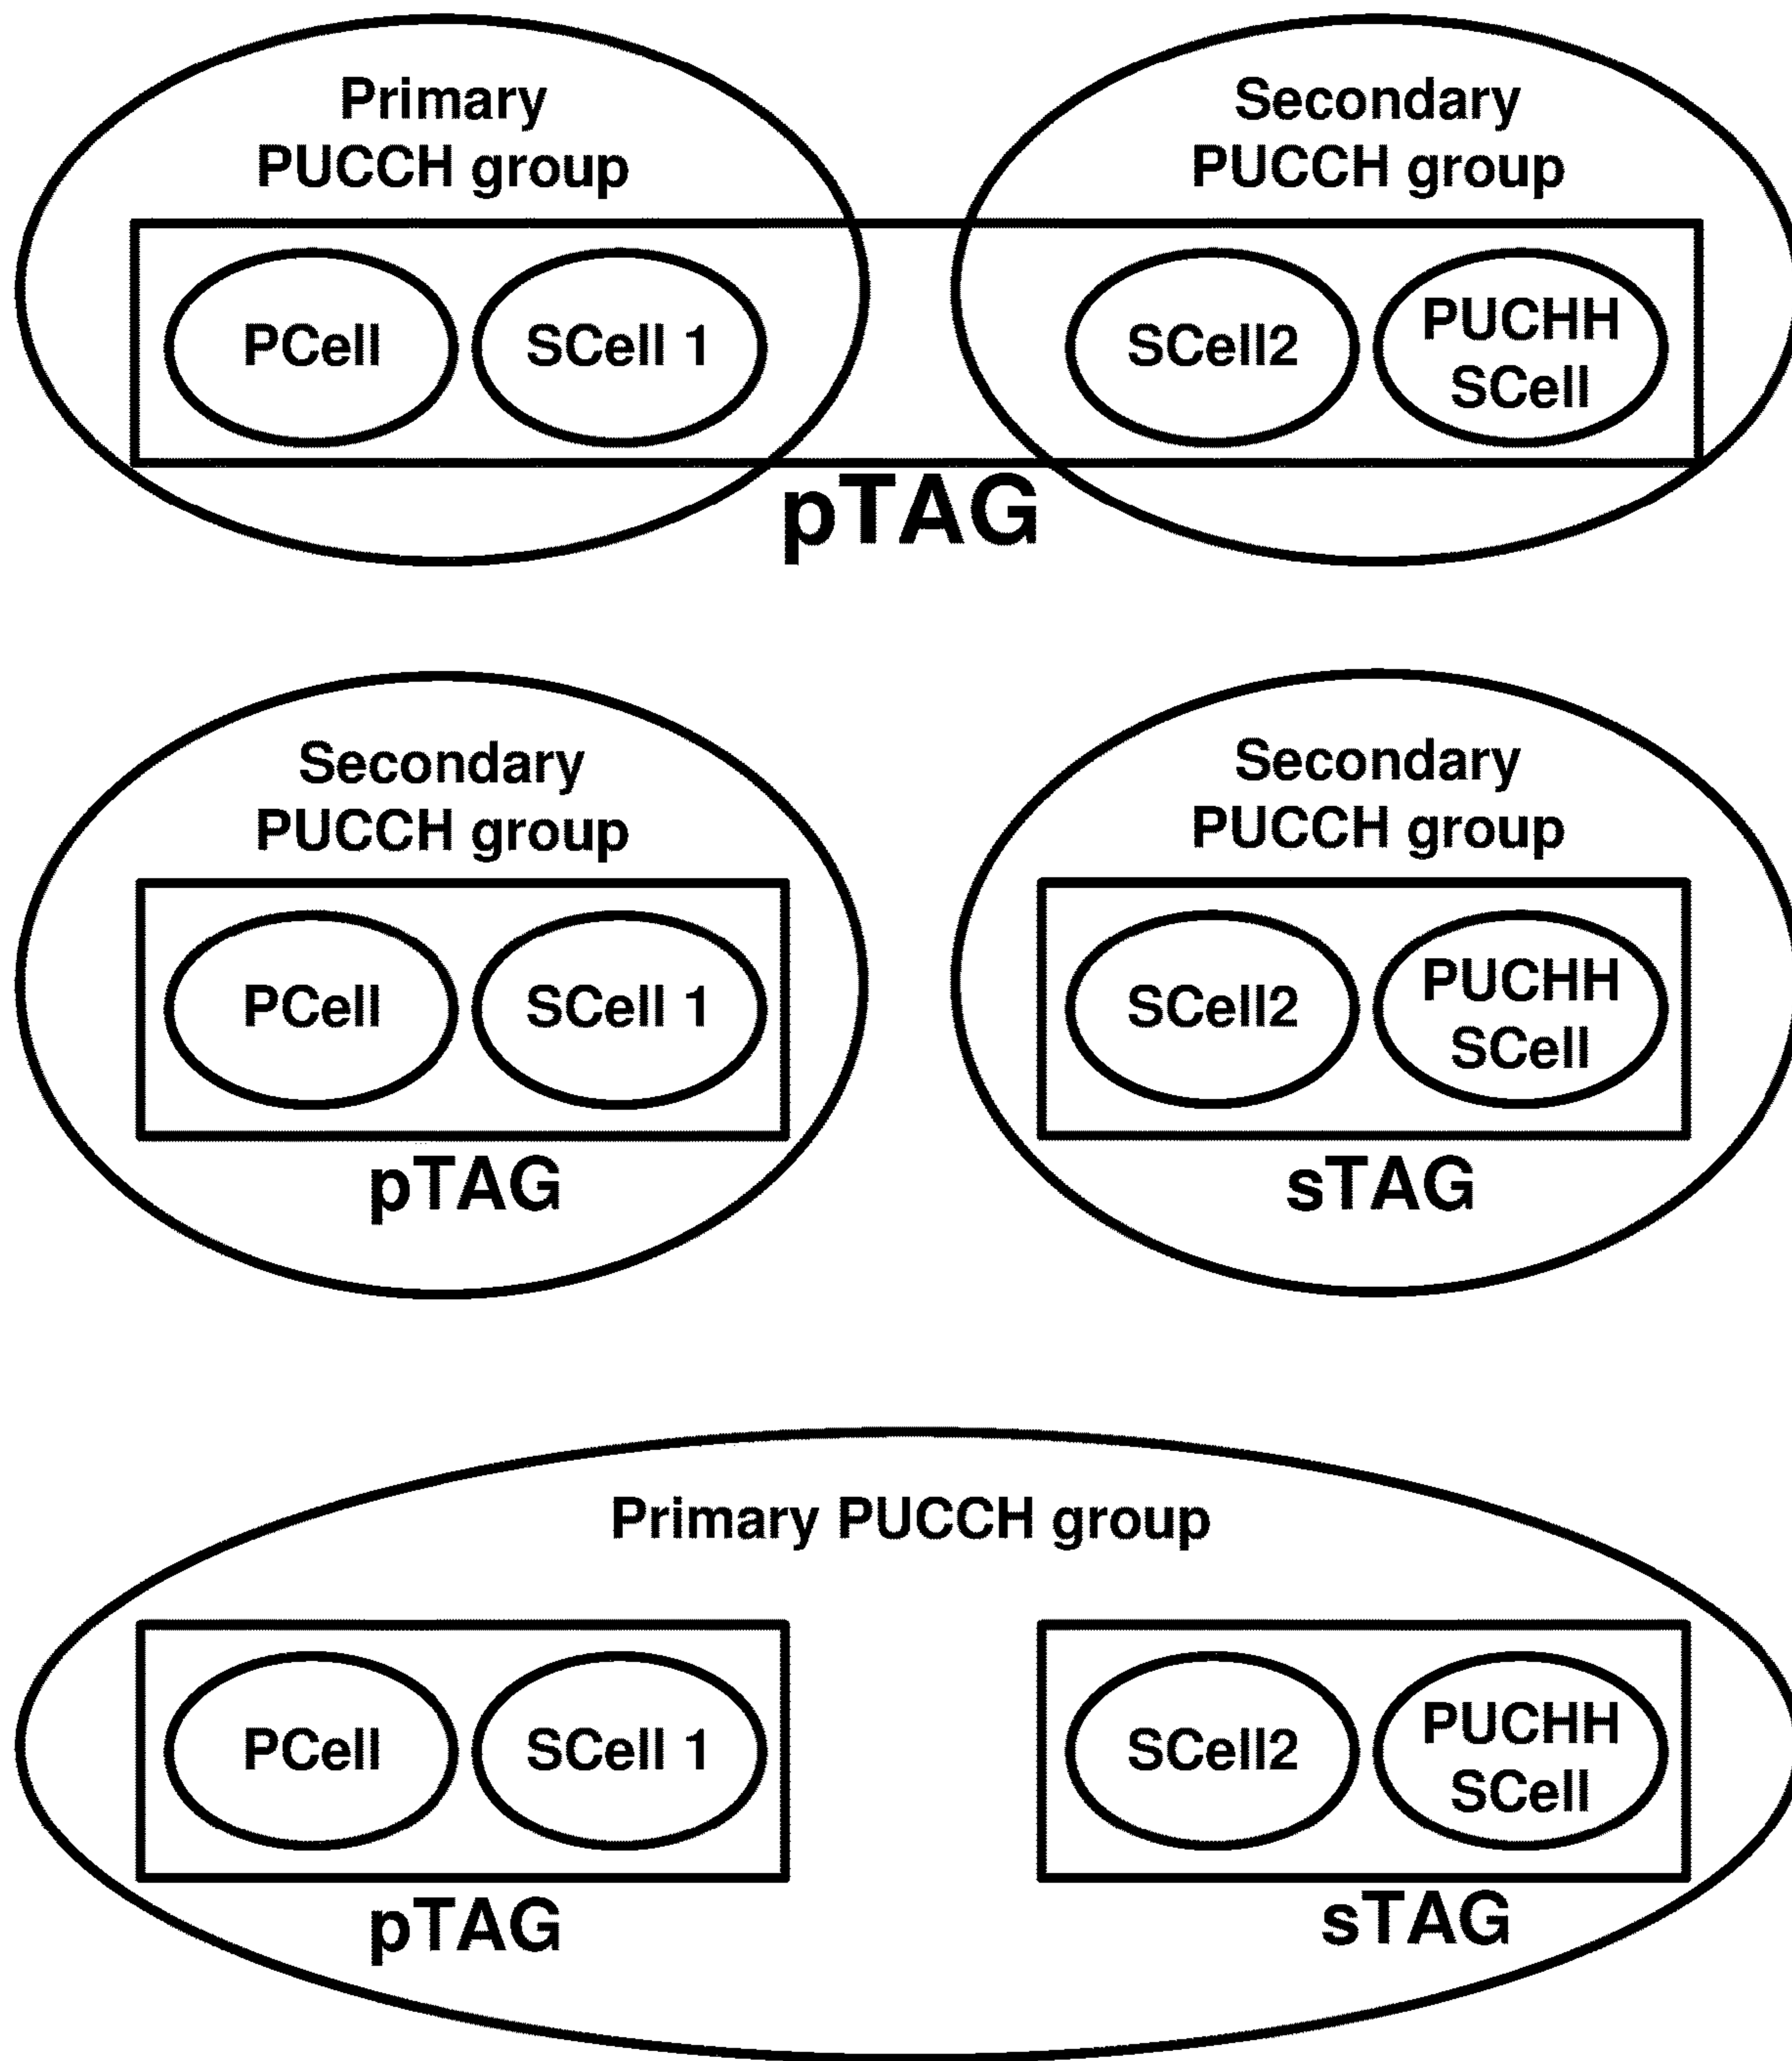 Primary
PUCCH group
Secondary
PUCCH group
PCell
SCell 1
SCell2
PUCHH
SCell
pTAG
Secondary
PUCCH group
Secondary
PUCCH group
PCell
SCell 1
SCell2
PUCHH
SCell
pTAG
sTAG
Primary PUCCH group
PCell
SCell 1
SCell2
PUCHH
SCell
pTAG
sTAG